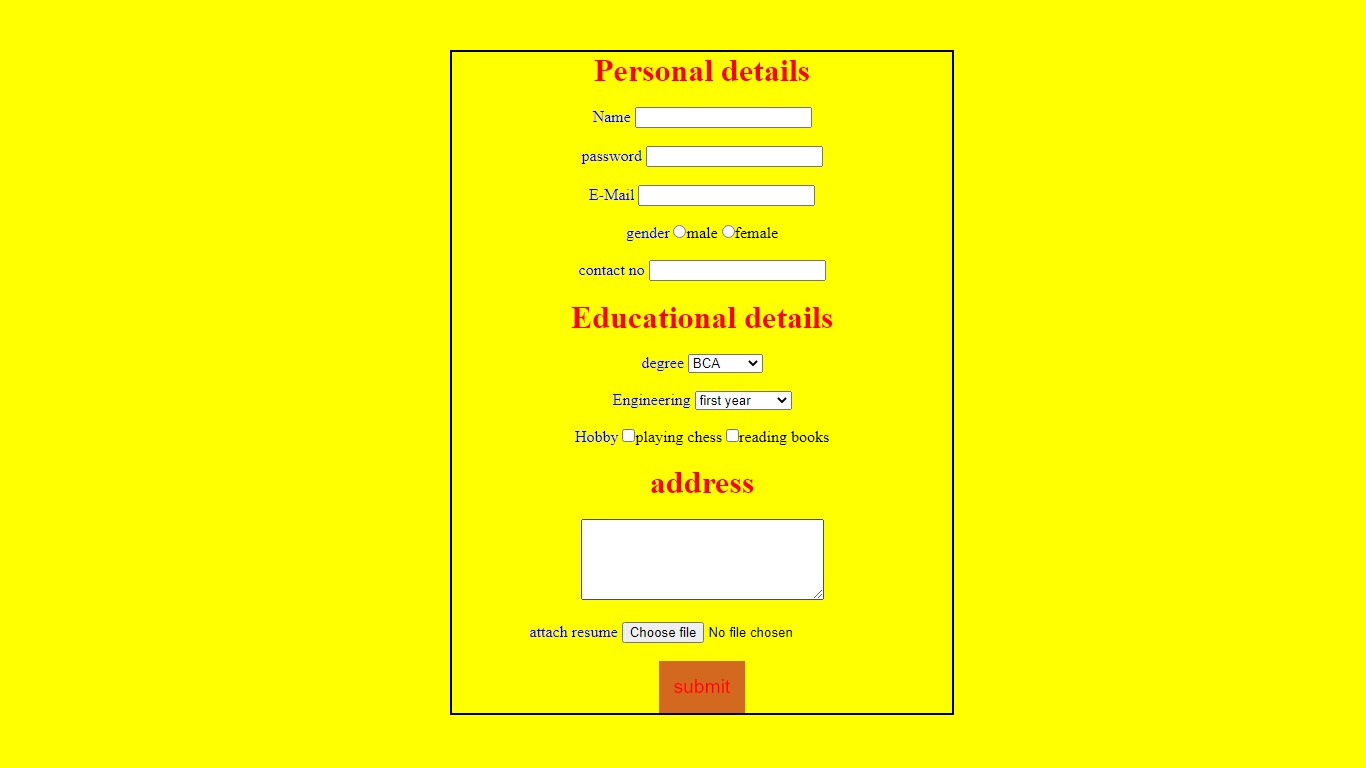 Personal details
Name
password
E-Mail
gender male female
contact no
Educational details
degree BCA
Engineering first year
Hobby playing chess reading books
address
attach resume Choose file No file chosen
submit